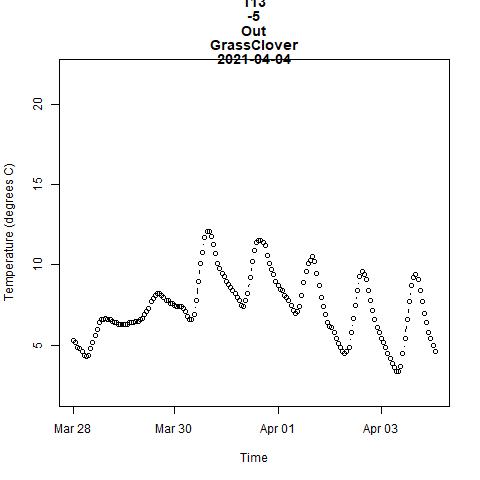 T13
-5
Out
GrassClover
2021-04-04
Temperature (degrees C)
20
15
10
5
Mar 28
Mar 30
Apr 01
Apr 03
Time